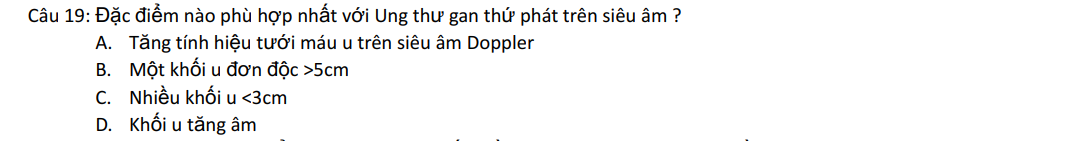 Câu 19: Đặc điểm nào phù hợp nhất với Ung thư gan thứ phát trên siêu âm ?
A. Tăng tính hiệu tưới máu u trên siêu âm Doppler
B. Một khối u đơn độc >5cm
C. Nhiều khối u <3cm
D. Khối u tăng âm